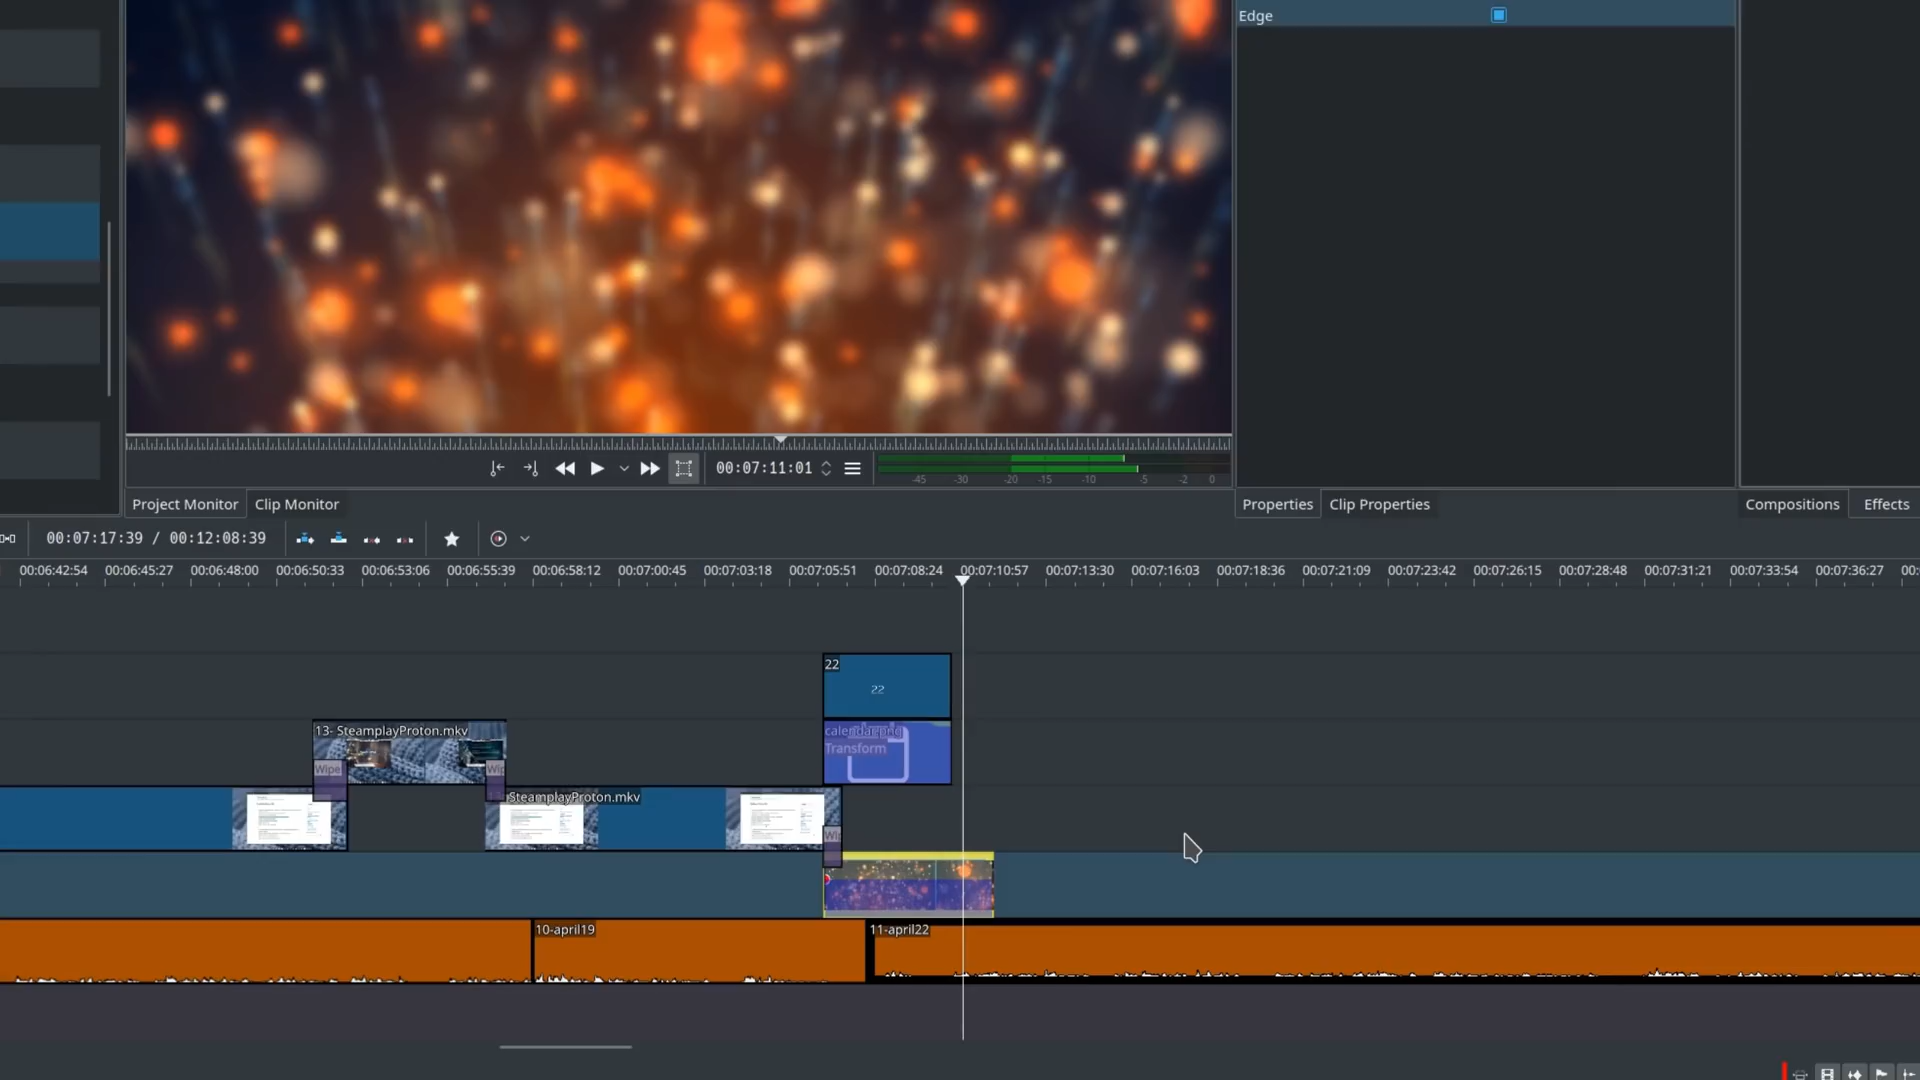 Edge
00:07:11:01
-45 -30 -20 -15 -10 -5 -2 0
Project Monitor Clip Monitor
Properties Clip Properties
Compositions Effects
00:07:17:39 / 00:12:08:39
00:06:42:54 00:06:45:27 00:06:48:00 00:06:50:33 00:06:53:06 00:06:55:39 00:06:58:12 00:07:00:45 00:07:03:18 00:07:05:51 00:07:08:24 00:07:10:57 00:07:13:30 00:07:16:03 00:07:18:36 00:07:21:09 00:07:23:42 00:07:26:15 00:07:28:48 00:07:31:21 00:07:33:54 00:07:36:27 00:
22
22
13- SteamplayProton.mkv
calendar.png
Transform
Wipe
Wip
SteamplayProton.mkv
Wip
10-april19
11-april22